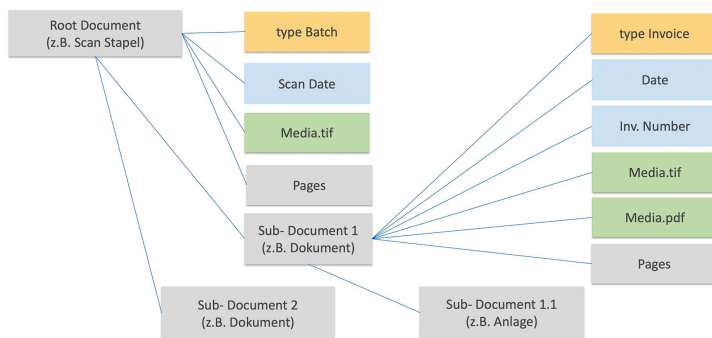 Root Document
(z.B. Scan Stapel)
type Batch
Scan Date
Media.tif
Pages
Sub- Document 1
(z.B. Dokument)
Sub- Document 2
(z.B. Dokument)
Sub- Document 1.1
(z.B. Anlage)
type Invoice
Date
Inv. Number
Media.tif
Media.pdf
Pages